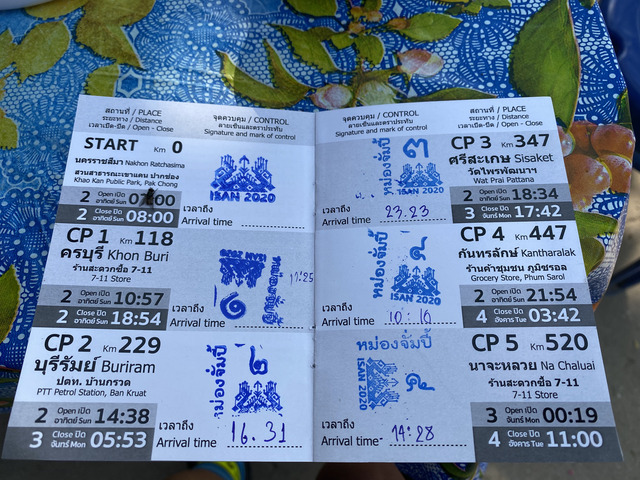 สถานที่ / PLACE
ระยะทาง / Distance
เวลาเปิด-ปิด / Open - Close
จุดควบคุม / CONTROL
ลายเซ็นและตราประทับ
Signature and mark of control
START Km 0
นครราชสีมา Nakhon Ratchasima
สวนสาธารณะเขาแคน ปากช่อง
Khao Kan Public Park, Pak Chong
2 Open เปิด อาทิตย์ Sun 07:00
2 Close ปิด อาทิตย์ Sun 08:00
ISAN 2020
เวลาถึง
Arrival time
CP 1 Km 118
ครบุรี Khon Buri
ร้านสะดวกซื้อ 7-11
7-11 Store
2 Open เปิด อาทิตย์ Sun 10:57
2 Close ปิด อาทิตย์ Sun 18:54
ISAN 2020
๑
เวลาถึง
Arrival time
CP 2 Km 229
บุรีรัมย์ Buriram
ปตท. บ้านกรวด
PTT Petrol Station, Ban Kruat
2 Open เปิด อาทิตย์ Sun 14:38
3 Close ปิด จันทร์ Mon 05:53
หม่องจั้มปี้
๒
ISAN 2020
เวลาถึง
Arrival time 16.31
จุดควบคุม / CONTROL
ลายเซ็นและตราประทับ
Signature and mark of control
สถานที่ / PLACE
ระยะทาง / Distance
เวลาเปิด-ปิด / Open - Close
หม่องจั้มปี้
๓
ISAN 2020
เวลาถึง
23.23
CP 3 Km 347
ศรีสะเกษ Sisaket
วัดไพรพัฒนาฯ
Wat Prai Pattana
2 Open เปิด อาทิตย์ Sun 18:34
3 Close ปิด จันทร์ Mon 17:42
หม่องจั้มปี้
๔
ISAN 2020
เวลาถึง
Arrival time 10:16
CP 4 Km 447
กันทรลักษ์ Kantharalak
ร้านค้าชุมชน ภูมิซรอล
Grocery Store, Phum Sarol
2 Open เปิด อาทิตย์ Sun 21:54
4 Close ปิด อังคาร Tue 03:42
หม่องจั้มปี้
ISAN 2020
๕
เวลาถึง
Arrival time 14:28
CP 5 Km 520
นาจะหลวย Na Chaluai
ร้านสะดวกซื้อ 7-11
7-11 Store
3 Open เปิด จันทร์ Mon 00:19
4 Close ปิด อังคาร Tue 11:00